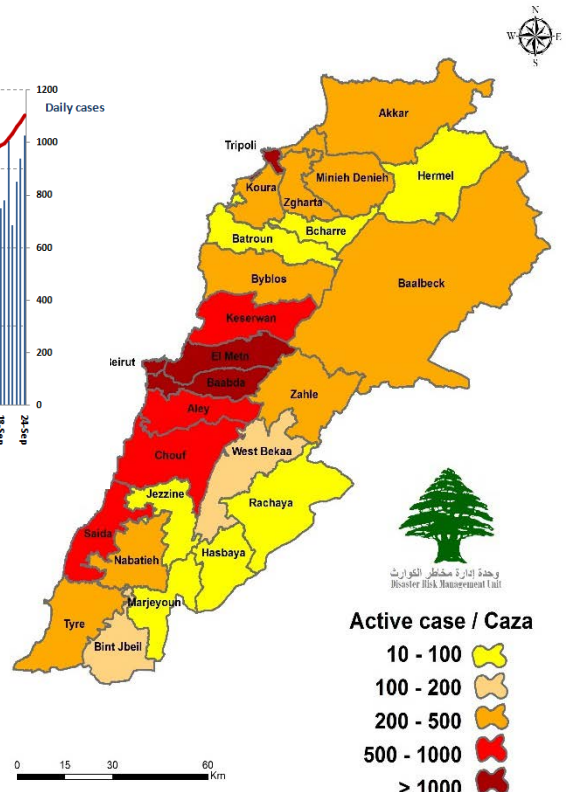 N
W E
S
1200
Daily cases
1000
800
600
400
200
0
18-Sep
24-Sep
Akkar
Tripoli
Hermel
Minieh Denieh
Koura
Zgharta
Bcharre
Batroun
Baalbeck
Byblos
Keserwan
El Metn
Beirut
Baabda
Zahle
Aley
West Bekaa
Chouf
Jezzine
Rachaya
Saida
Hasbaya
Nabatieh
Marjeyoun
Tyre
Bint Jbeil
وحدة إدارة مخاطر الكوارث
Disaster Risk Management Unit
Active case / Caza
10 - 100
100 - 200
200 - 500
500 - 1000
> 1000
0 15 30 60
Km